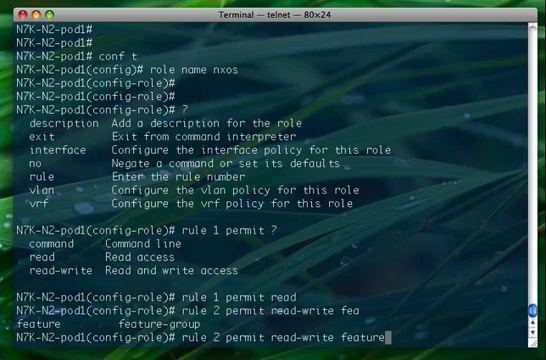 Terminal — telnet — 80×24
N7K-N2-pod1#
N7K-N2-pod1#
N7K-N2-pod1# conf t
N7K-N2-pod1(config)# role name nxos
N7K-N2-pod1(config-role)#
N7K-N2-pod1(config-role)#
N7K-N2-pod1(config-role)# ?
description Add a description for the role
exit Exit from command interpreter
interface Configure the interface policy for this role
no Negate a command or set its defaults
rule Enter the rule number
vlan Configure the vlan policy for this role
vrf Configure the vrf policy for this role
N7K-N2-pod1(config-role)# rule 1 permit ?
command Command line
read Read access
read-write Read and write access
N7K-N2-pod1(config-role)# rule 1 permit read
N7K-N2-pod1(config-role)# rule 2 permit read-write fea
feature feature-group
N7K-N2-pod1(config-role)# rule 2 permit read-write feature